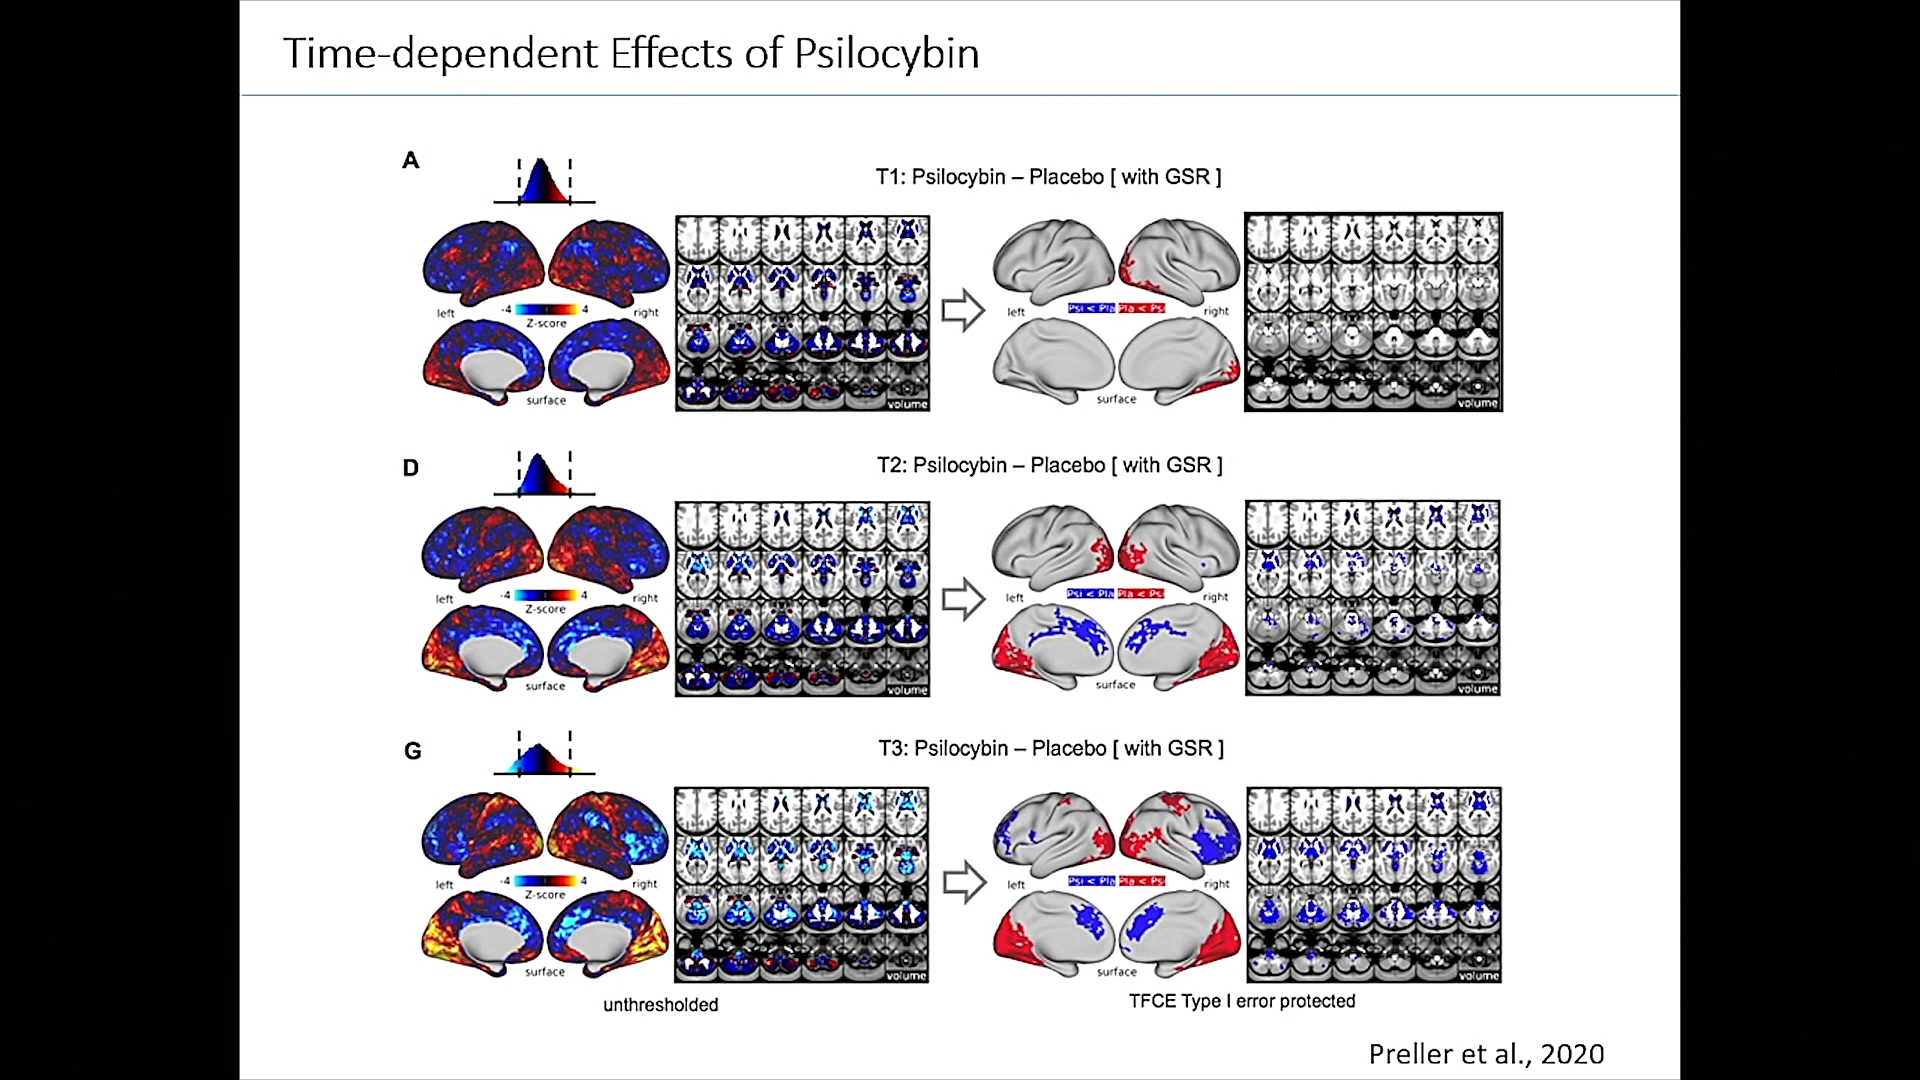 Time-dependent Effects of Psilocybin
A
T1: Psilocybin – Placebo [ with GSR ]
left
-4
4
Z-score
right
surface
volume
left
Psi < Pla
Pla < Psi
right
surface
volume
D
T2: Psilocybin – Placebo [ with GSR ]
left
-4
4
Z-score
right
surface
volume
left
Psi < Pla
Pla < Psi
right
surface
volume
G
T3: Psilocybin – Placebo [ with GSR ]
left
-4
4
Z-score
right
surface
volume
left
Psi < Pla
Pla < Psi
right
surface
volume
unthresholded
TFCE Type I error protected
Preller et al., 2020